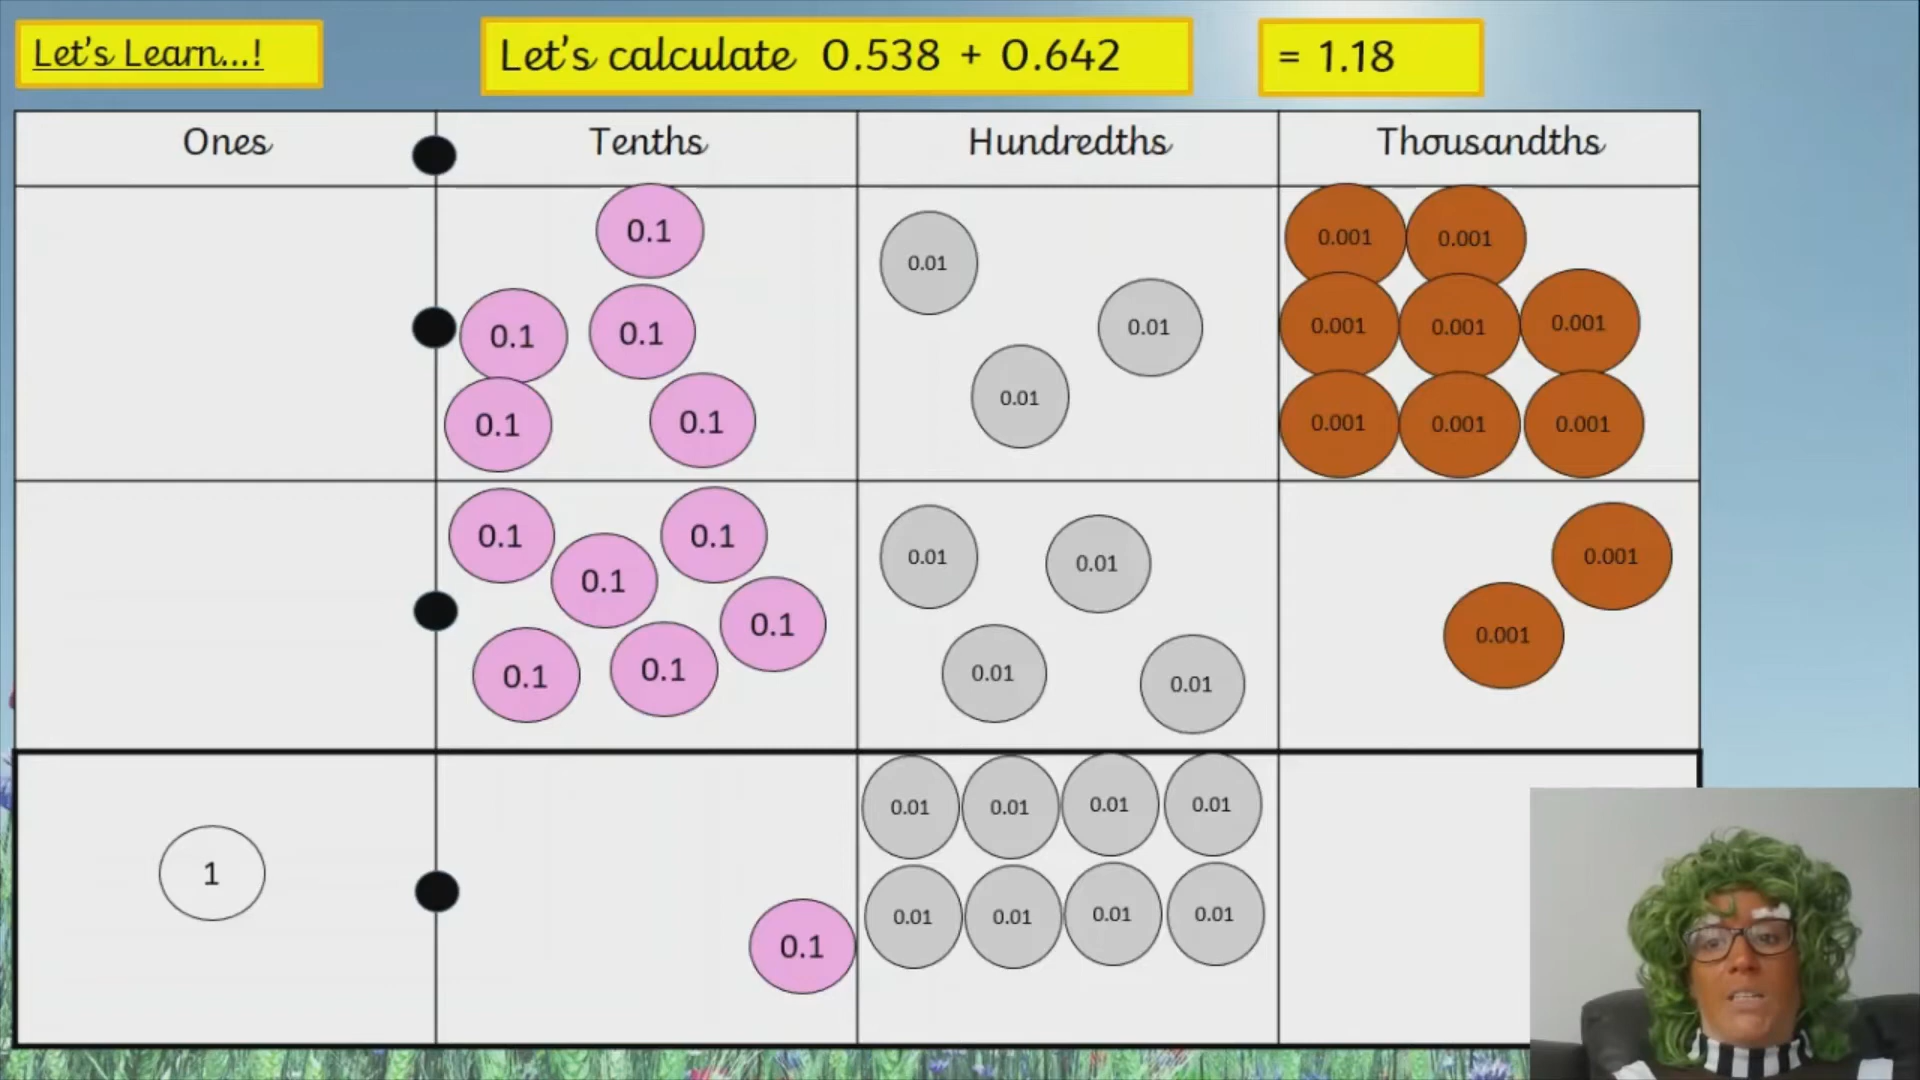 Let's Learn...!
Let's calculate 0.538 + 0.642
= 1.18
Ones Tenths Hundredths Thousandths
0.1
0.01
0.001 0.001
0.1 0.1
0.01
0.001 0.001 0.001
0.1 0.1
0.01
0.001 0.001 0.001
0.1 0.1
0.01 0.01
0.001
0.1
0.1
0.001
0.1 0.1
0.01 0.01
0.01 0.01 0.01 0.01
1
0.1
0.01 0.01 0.01 0.01